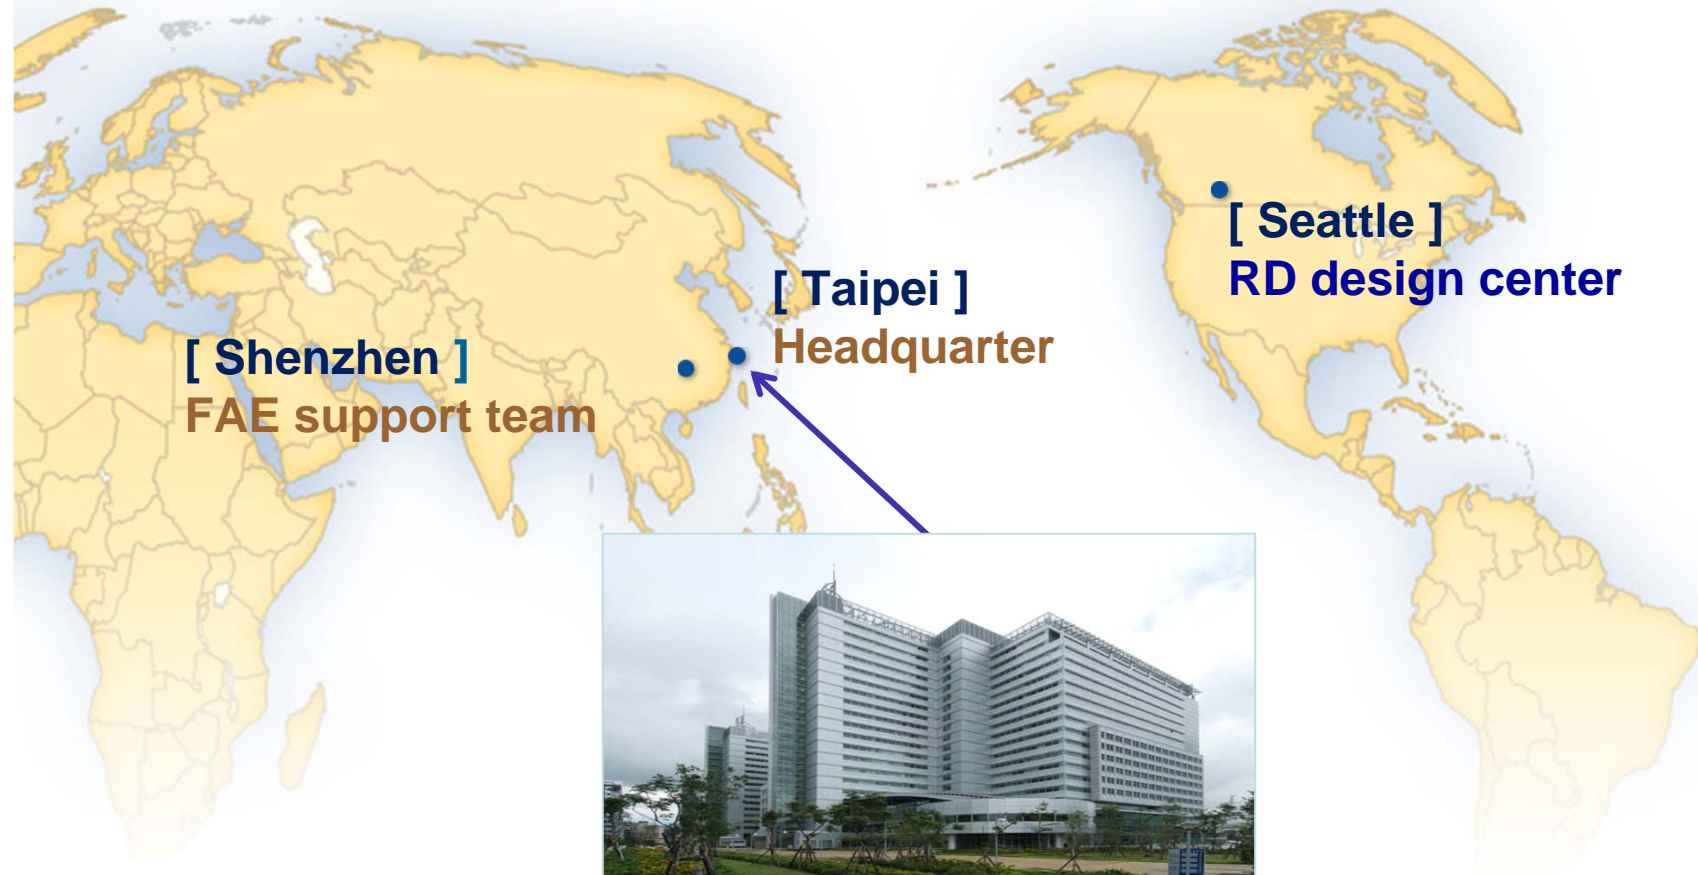 [ Seattle ]
RD design center
[ Taipei ]
Headquarter
[ Shenzhen ]
FAE support team